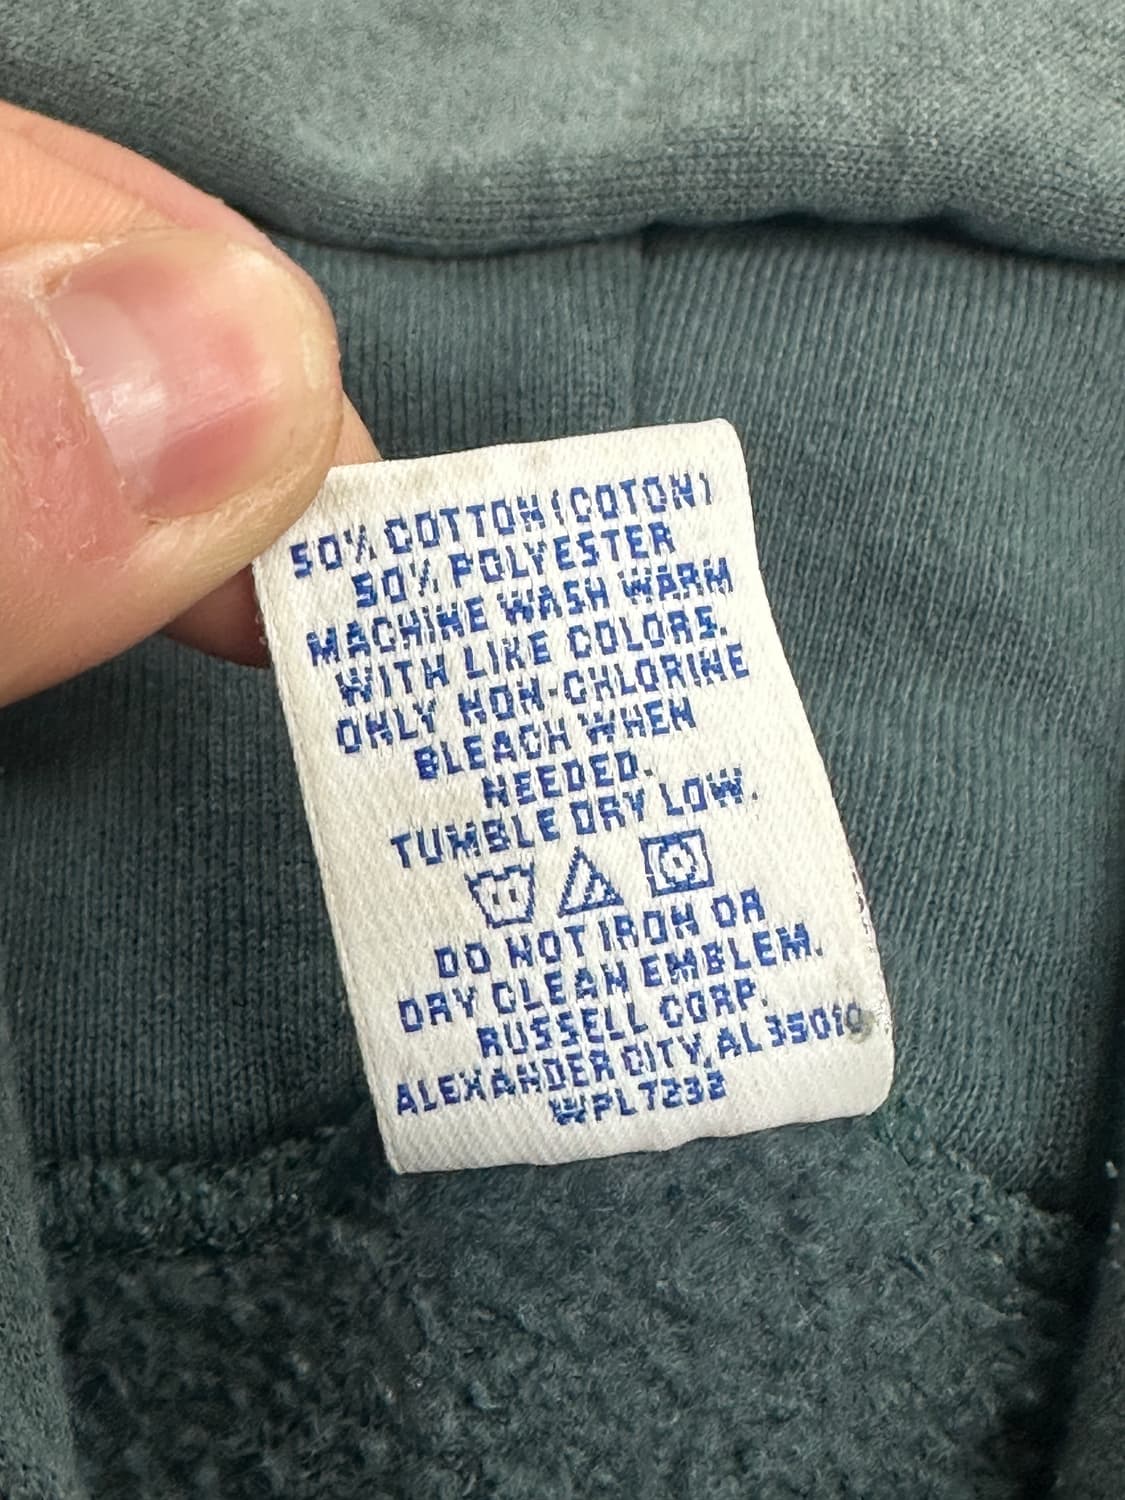 50% COTTON (COTON)
50% POLYESTER
MACHINE WASH WARM
WITH LIKE COLORS.
ONLY NON-CHLORINE
BLEACH WHEN
NEEDED.
TUMBLE DRY LOW.
DO NOT IRON OR
DRY CLEAN EMBLEM.
RUSSELL CORP.
ALEXANDER CITY, AL 35010
WPL 7232